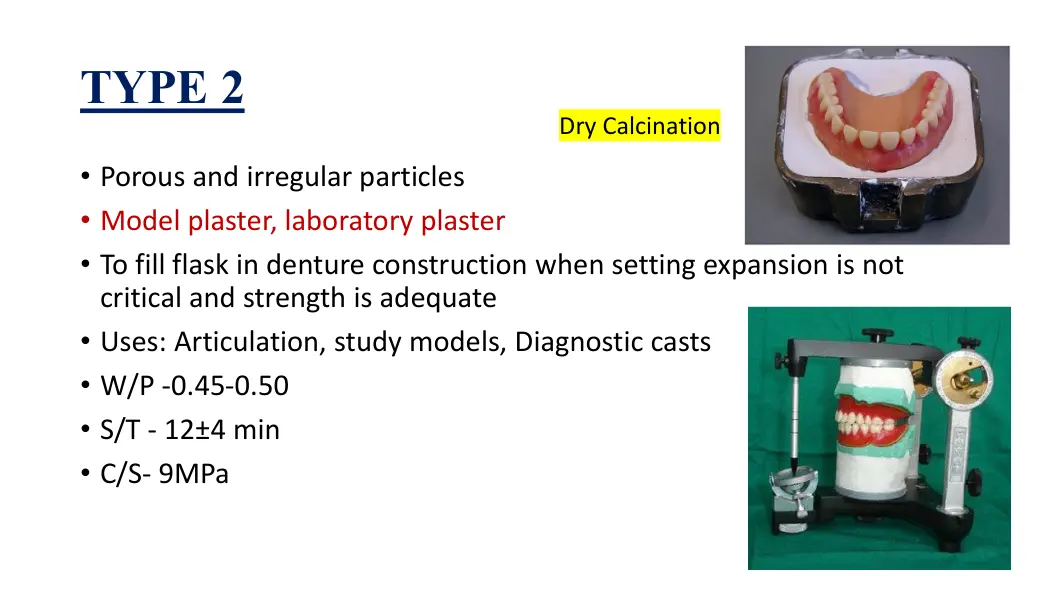 TYPE 2
Dry Calcination
• Porous and irregular particles
• Model plaster, laboratory plaster
• To fill flask in denture construction when setting expansion is not
critical and strength is adequate
• Uses: Articulation, study models, Diagnostic casts
• W/P -0.45-0.50
• S/T - 12±4 min
• C/S- 9MPa